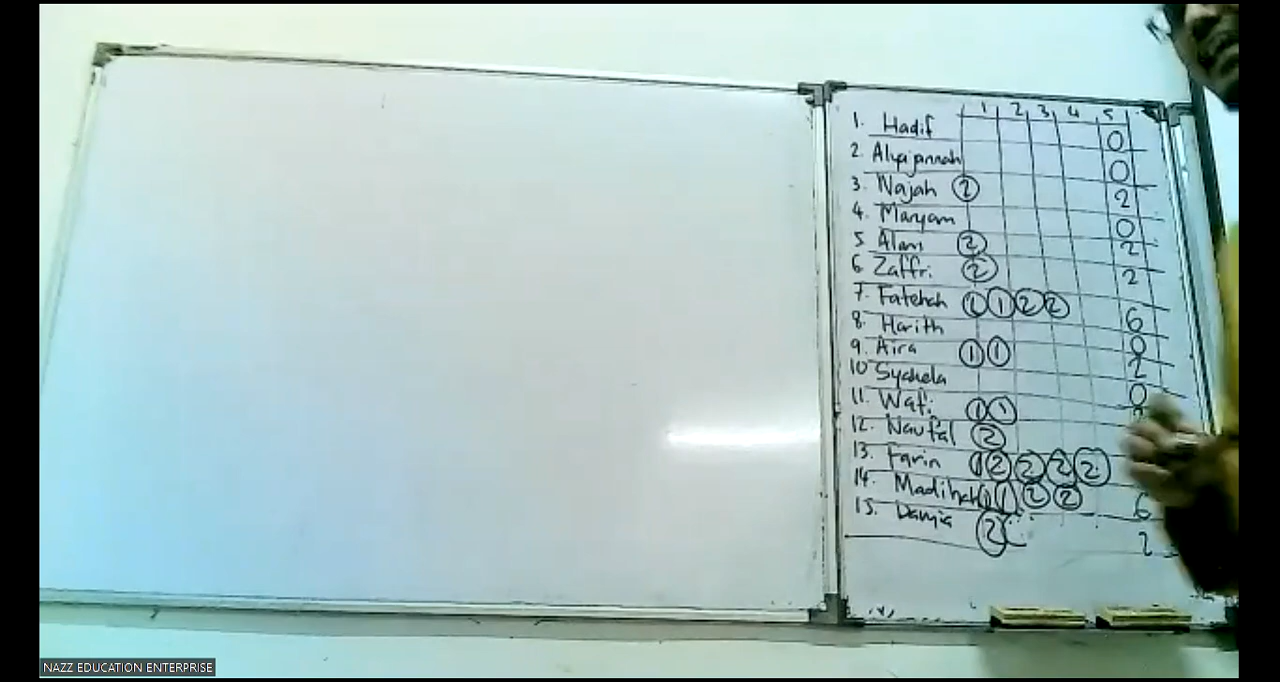 1 2 3 4 5
1. Hadif 0
2. Alyajannah 0
3. Najah 2 2
4. Maryam 0
5. Alam 2 2
6. Zaffri 2 2
7. Fatehah 1 1 2 2 6
8. Harith 0
9. Aira 1 1 2
10 Syahela 0
11. Wafi 1 1
12. Naufal 2
13. Farin 1 2 2 2 2
14. Madihah 1 1 2 2 6
15. Damia 2 2
NAZZ EDUCATION ENTERPRISE